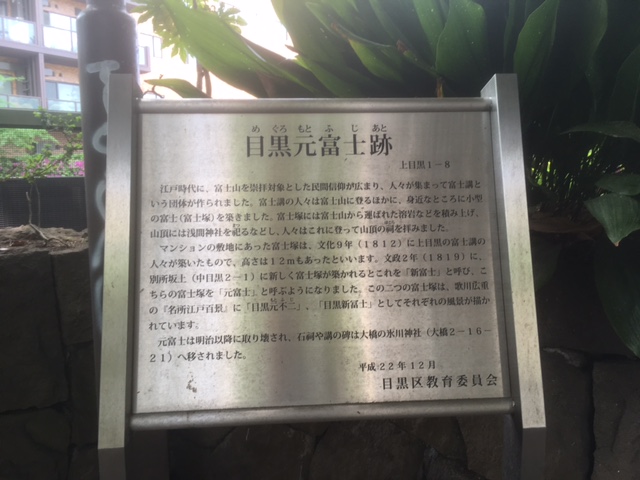 めぐろもとふじあと
目黒元富士跡
上目黒1-8
江戸時代に、富士山を崇拝対象とした民間信仰が広まり、人々が集まって富士講と
いう団体が作られました。富士講の人々は富士山に登るほかに、身近なところに小型
の富士(富士塚)を築きました。富士塚には富士山から運ばれた溶岩などを積み上げ、
山頂には浅間神社を祀るなどし、人々はこれに登って山頂の祠を拝みました。
マンションの敷地にあった富士塚は、文化9年(1812)に上目黒の富士講の
人々が築いたもので、高さは12mもあったといいます。文政2年(1819)に、
別所坂上(中目黒2-1)に新しく富士塚が築かれるとこれを「新富士」と呼び、こ
ちらの富士塚を「元富士」と呼ぶようになりました。この二つの富士塚は、歌川広重
の『名所江戸百景』に「目黒元不二」、「目黒新富士」としてそれぞれの風景が描か
れています。
元富士は明治以降に取り壊され、石祠や講の碑は大橋の氷川神社(大橋2-16-
21)へ移されました。
平成22年12月
目黒区教育委員会